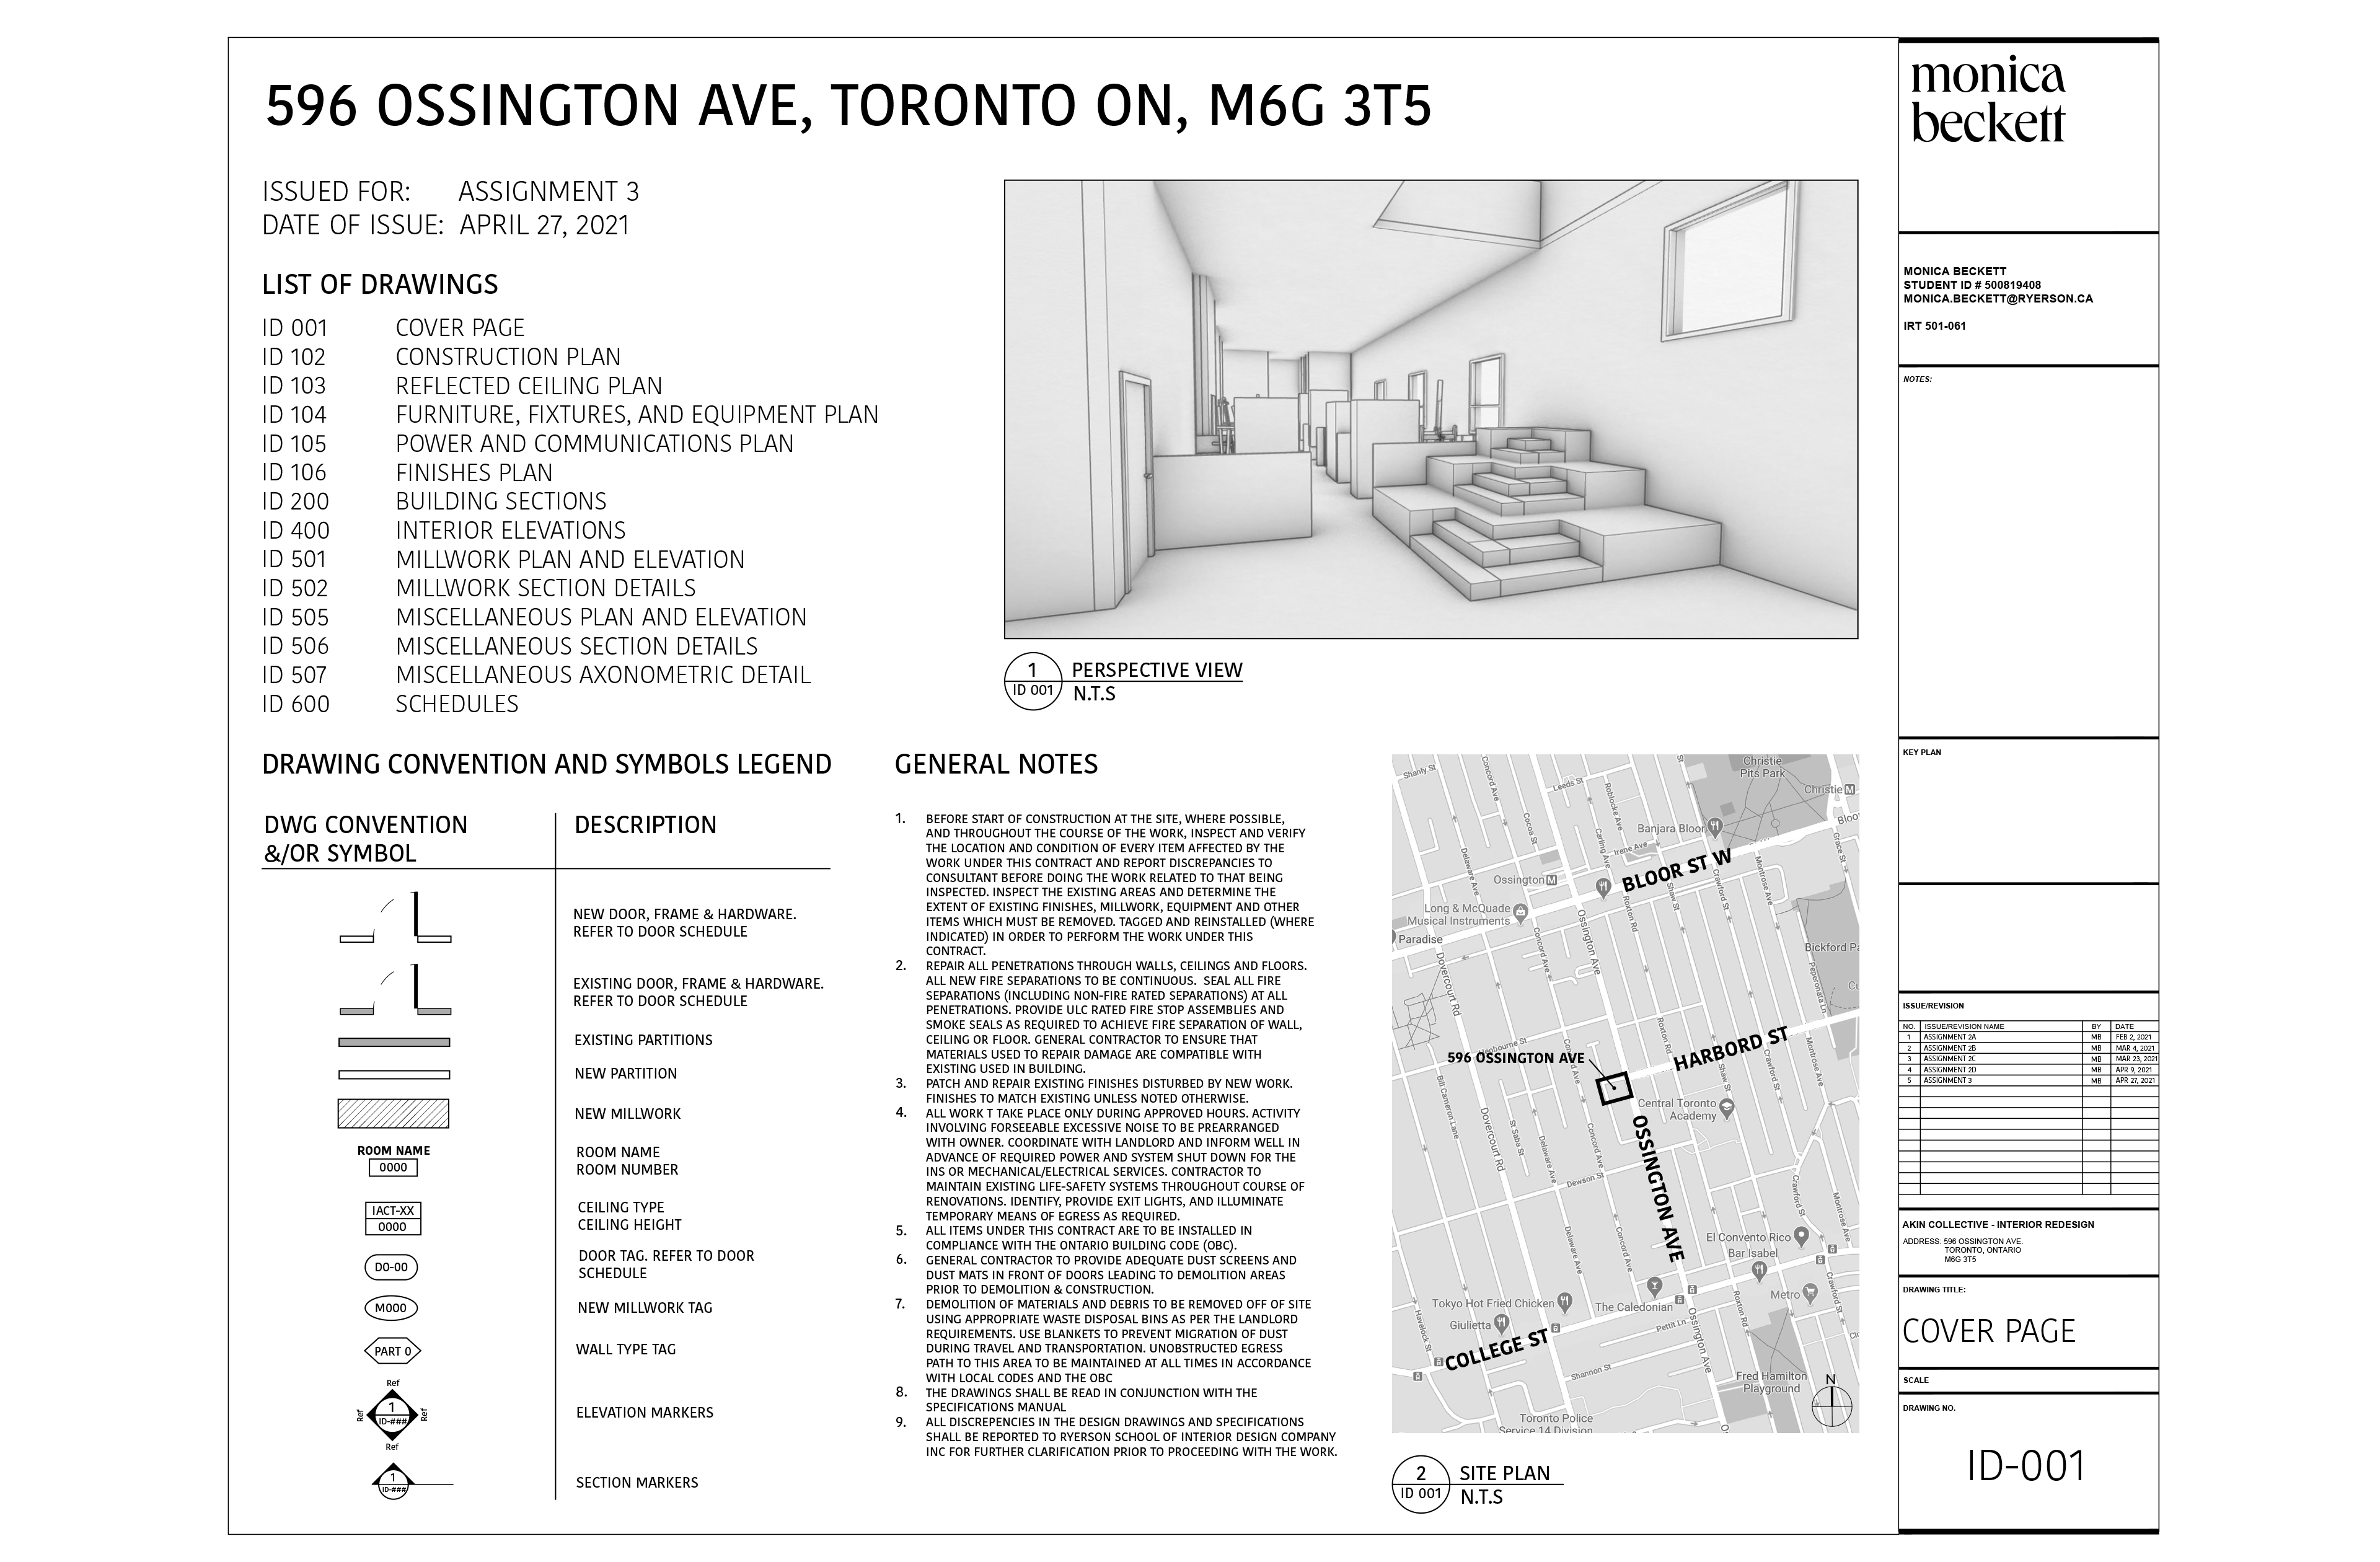 596 OSSINGTON AVE, TORONTO ON, M6G 3T5
ISSUED FOR: ASSIGNMENT 3
DATE OF ISSUE: APRIL 27, 2021
LIST OF DRAWINGS
ID 001 COVER PAGE
ID 102 CONSTRUCTION PLAN
ID 103 REFLECTED CEILING PLAN
ID 104 FURNITURE, FIXTURES, AND EQUIPMENT PLAN
ID 105 POWER AND COMMUNICATIONS PLAN
ID 106 FINISHES PLAN
ID 200 BUILDING SECTIONS
ID 400 INTERIOR ELEVATIONS
ID 501 MILLWORK PLAN AND ELEVATION
ID 502 MILLWORK SECTION DETAILS
ID 505 MISCELLANEOUS PLAN AND ELEVATION
ID 506 MISCELLANEOUS SECTION DETAILS
ID 507 MISCELLANEOUS AXONOMETRIC DETAIL
ID 600 SCHEDULES
1
ID 001
PERSPECTIVE VIEW
N.T.S
DRAWING CONVENTION AND SYMBOLS LEGEND
DWG CONVENTION
&/OR SYMBOL
DESCRIPTION
NEW DOOR, FRAME & HARDWARE.
REFER TO DOOR SCHEDULE
EXISTING DOOR, FRAME & HARDWARE.
REFER TO DOOR SCHEDULE
EXISTING PARTITIONS
NEW PARTITION
NEW MILLWORK
ROOM NAME
0000
ROOM NAME
ROOM NUMBER
IACT-XX
0000
CEILING TYPE
CEILING HEIGHT
D0-00
DOOR TAG. REFER TO DOOR
SCHEDULE
M000
NEW MILLWORK TAG
PART 0
WALL TYPE TAG
Ref
Ref
1
ID-###
Ref
Ref
ELEVATION MARKERS
1
ID-###
SECTION MARKERS
GENERAL NOTES
1. BEFORE START OF CONSTRUCTION AT THE SITE, WHERE POSSIBLE,
AND THROUGHOUT THE COURSE OF THE WORK, INSPECT AND VERIFY
THE LOCATION AND CONDITION OF EVERY ITEM AFFECTED BY THE
WORK UNDER THIS CONTRACT AND REPORT DISCREPANCIES TO
CONSULTANT BEFORE DOING THE WORK RELATED TO THAT BEING
INSPECTED. INSPECT THE EXISTING AREAS AND DETERMINE THE
EXTENT OF EXISTING FINISHES, MILLWORK, EQUIPMENT AND OTHER
ITEMS WHICH MUST BE REMOVED. TAGGED AND REINSTALLED (WHERE
INDICATED) IN ORDER TO PERFORM THE WORK UNDER THIS
CONTRACT.
2. REPAIR ALL PENETRATIONS THROUGH WALLS, CEILINGS AND FLOORS.
ALL NEW FIRE SEPARATIONS TO BE CONTINUOUS. SEAL ALL FIRE
SEPARATIONS (INCLUDING NON-FIRE RATED SEPARATIONS) AT ALL
PENETRATIONS. PROVIDE ULC RATED FIRE STOP ASSEMBLIES AND
SMOKE SEALS AS REQUIRED TO ACHIEVE FIRE SEPARATION OF WALL,
CEILING OR FLOOR. GENERAL CONTRACTOR TO ENSURE THAT
MATERIALS USED TO REPAIR DAMAGE ARE COMPATIBLE WITH
EXISTING USED IN BUILDING.
3. PATCH AND REPAIR EXISTING FINISHES DISTURBED BY NEW WORK.
FINISHES TO MATCH EXISTING UNLESS NOTED OTHERWISE.
4. ALL WORK T TAKE PLACE ONLY DURING APPROVED HOURS. ACTIVITY
INVOLVING FORSEEABLE EXCESSIVE NOISE TO BE PREARRANGED
WITH OWNER. COORDINATE WITH LANDLORD AND INFORM WELL IN
ADVANCE OF REQUIRED POWER AND SYSTEM SHUT DOWN FOR THE
INS OR MECHANICAL/ELECTRICAL SERVICES. CONTRACTOR TO
MAINTAIN EXISTING LIFE-SAFETY SYSTEMS THROUGHOUT COURSE OF
RENOVATIONS. IDENTIFY, PROVIDE EXIT LIGHTS, AND ILLUMINATE
TEMPORARY MEANS OF EGRESS AS REQUIRED.
5. ALL ITEMS UNDER THIS CONTRACT ARE TO BE INSTALLED IN
COMPLIANCE WITH THE ONTARIO BUILDING CODE (OBC).
6. GENERAL CONTRACTOR TO PROVIDE ADEQUATE DUST SCREENS AND
DUST MATS IN FRONT OF DOORS LEADING TO DEMOLITION AREAS
PRIOR TO DEMOLITION & CONSTRUCTION.
7. DEMOLITION OF MATERIALS AND DEBRIS TO BE REMOVED OFF OF SITE
USING APPROPRIATE WASTE DISPOSAL BINS AS PER THE LANDLORD
REQUIREMENTS. USE BLANKETS TO PREVENT MIGRATION OF DUST
DURING TRAVEL AND TRANSPORTATION. UNOBSTRUCTED EGRESS
PATH TO THIS AREA TO BE MAINTAINED AT ALL TIMES IN ACCORDANCE
WITH LOCAL CODES AND THE OBC
8. THE DRAWINGS SHALL BE READ IN CONJUNCTION WITH THE
SPECIFICATIONS MANUAL
9. ALL DISCREPENCIES IN THE DESIGN DRAWINGS AND SPECIFICATIONS
SHALL BE REPORTED TO RYERSON SCHOOL OF INTERIOR DESIGN COMPANY
INC FOR FURTHER CLARIFICATION PRIOR TO PROCEEDING WITH THE WORK.
Christie
Pits Park
Shanly St
Concord Ave
Leeds St
Roblocke Ave
Christie M
Cocoa St
Banjara Bloor
Carling Ave
Irene Ave
Grace St
Delaware Ave
BLOOR ST W
Ossington M
Crawford St
Montrose Ave
Shaw St
Long & McQuade
Musical Instruments
Roxton Rd
Ossington Ave
Paradise
Concord Ave
Dovercourt Rd
Peperonata Ln
HARBORD ST
Roxton Rd
596 OSSINGTON AVE
Shaw St
Crawford St
Montrose Ave
Bill Cameron Lane
Central Toronto
Academy
Dovercourt Rd
St Saba St
Delaware Ave
Concord Ave
OSSINGTON AVE
Dewson St
Crawford St
Montrose Ave
Delaware Ave
Concord Ave
El Convento Rico
Bar Isabel
Metro
Tokyo Hot Fried Chicken
The Caledonian
Giulietta
Havelock St
Pettit Ln
Roxton Rd
Crawford St
COLLEGE ST
Ossington Ave
Shannon St
Fred Hamilton
Playground
N
Toronto Police
Service 14 Division
2
ID 001
SITE PLAN
N.T.S
monica
beckett
MONICA BECKETT
STUDENT ID # 500819408
MONICA.BECKETT@RYERSON.CA
IRT 501-061
NOTES:
KEY PLAN
ISSUE/REVISION
NO. ISSUE/REVISION NAME BY DATE
1 ASSIGNMENT 2A MB FEB 2, 2021
2 ASSIGNMENT 2B MB MAR 4, 2021
3 ASSIGNMENT 2C MB MAR 23, 2021
4 ASSIGNMENT 2D MB APR 9, 2021
5 ASSIGNMENT 3 MB APR 27, 2021
AKIN COLLECTIVE - INTERIOR REDESIGN
ADDRESS: 596 OSSINGTON AVE.
TORONTO, ONTARIO
M6G 3T5
DRAWING TITLE:
COVER PAGE
SCALE
DRAWING NO.
ID-001